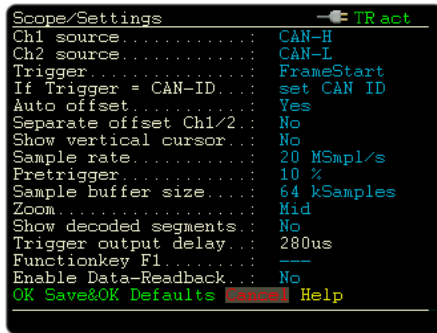 Scope/Settings TR act
Ch1 source............: CAN-H
Ch2 source............: CAN-L
Trigger...............: FrameStart
If Trigger = CAN-ID...: set CAN ID
Auto offset...........: Yes
Separate offset Ch1/2.: No
Show vertical cursor..: No
Sample rate...........: 20 MSmpl/s
Pretrigger............: 10 %
Sample buffer size....: 64 kSamples
Zoom..................: Mid
Show decoded segments.: No
Trigger output delay..: 280us
Functionkey F1........: ---
Enable Data-Readback..: No
OK Save&OK Defaults Cancel Help